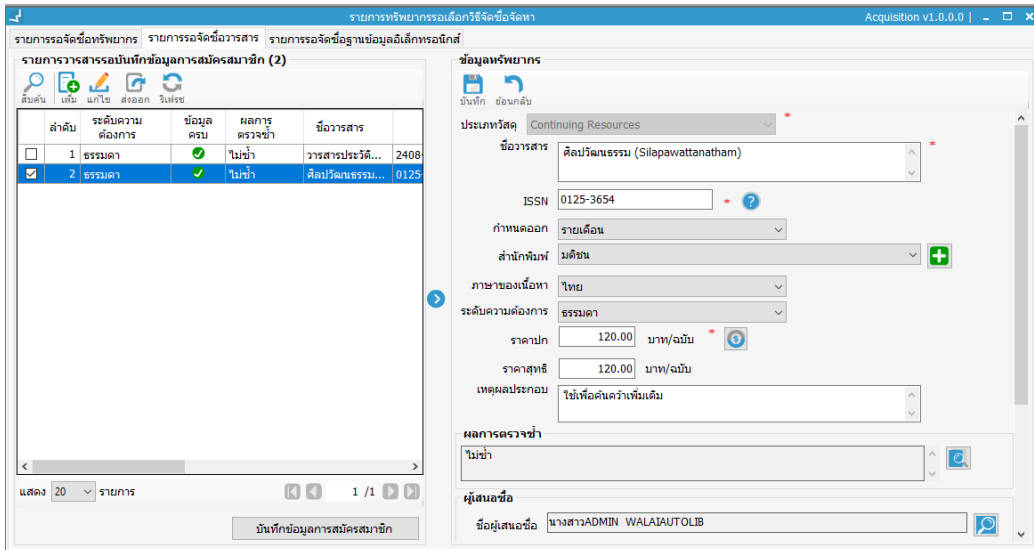 รายการทรัพยากรรอเลือกวิธีจัดซื้อจัดหา
Acquisition v1.0.0.0
รายการรอจัดซื้อทรัพยากร รายการรอจัดซื้อวารสาร รายการรอจัดซื้อฐานข้อมูลอิเล็กทรอนิกส์
รายการวารสารรอบันทึกข้อมูลการสมัครสมาชิก (2)
สืบค้น เพิ่ม แก้ไข ส่งออก รีเฟรช
ลำดับ ระดับความต้องการ ข้อมูลครบ ผลการตรวจซ้ำ ชื่อวารสาร
1 ธรรมดา ไม่ซ้ำ วารสารประวัติ... 2408-
2 ธรรมดา ไม่ซ้ำ ศิลปวัฒนธรรม... 0125-
แสดง 20 รายการ 1 /1
บันทึกข้อมูลการสมัครสมาชิก
ข้อมูลทรัพยากร
บันทึก ย้อนกลับ
ประเภทวัสดุ Continuing Resources *
ชื่อวารสาร ศิลปวัฒนธรรม (Silapawattanatham) *
ISSN 0125-3654 * ?
กำหนดออก รายเดือน
สำนักพิมพ์ มติชน
ภาษาของเนื้อหา ไทย
ระดับความต้องการ ธรรมดา
ราคาปก 120.00 บาท/ฉบับ *
ราคาสุทธิ 120.00 บาท/ฉบับ
เหตุผลประกอบ ใช้เพื่อค้นคว้าเพิ่มเติม
ผลการตรวจซ้ำ
ไม่ซ้ำ
ผู้เสนอชื่อ
ชื่อผู้เสนอชื่อ นางสาวADMIN WALAIAUTOLIB